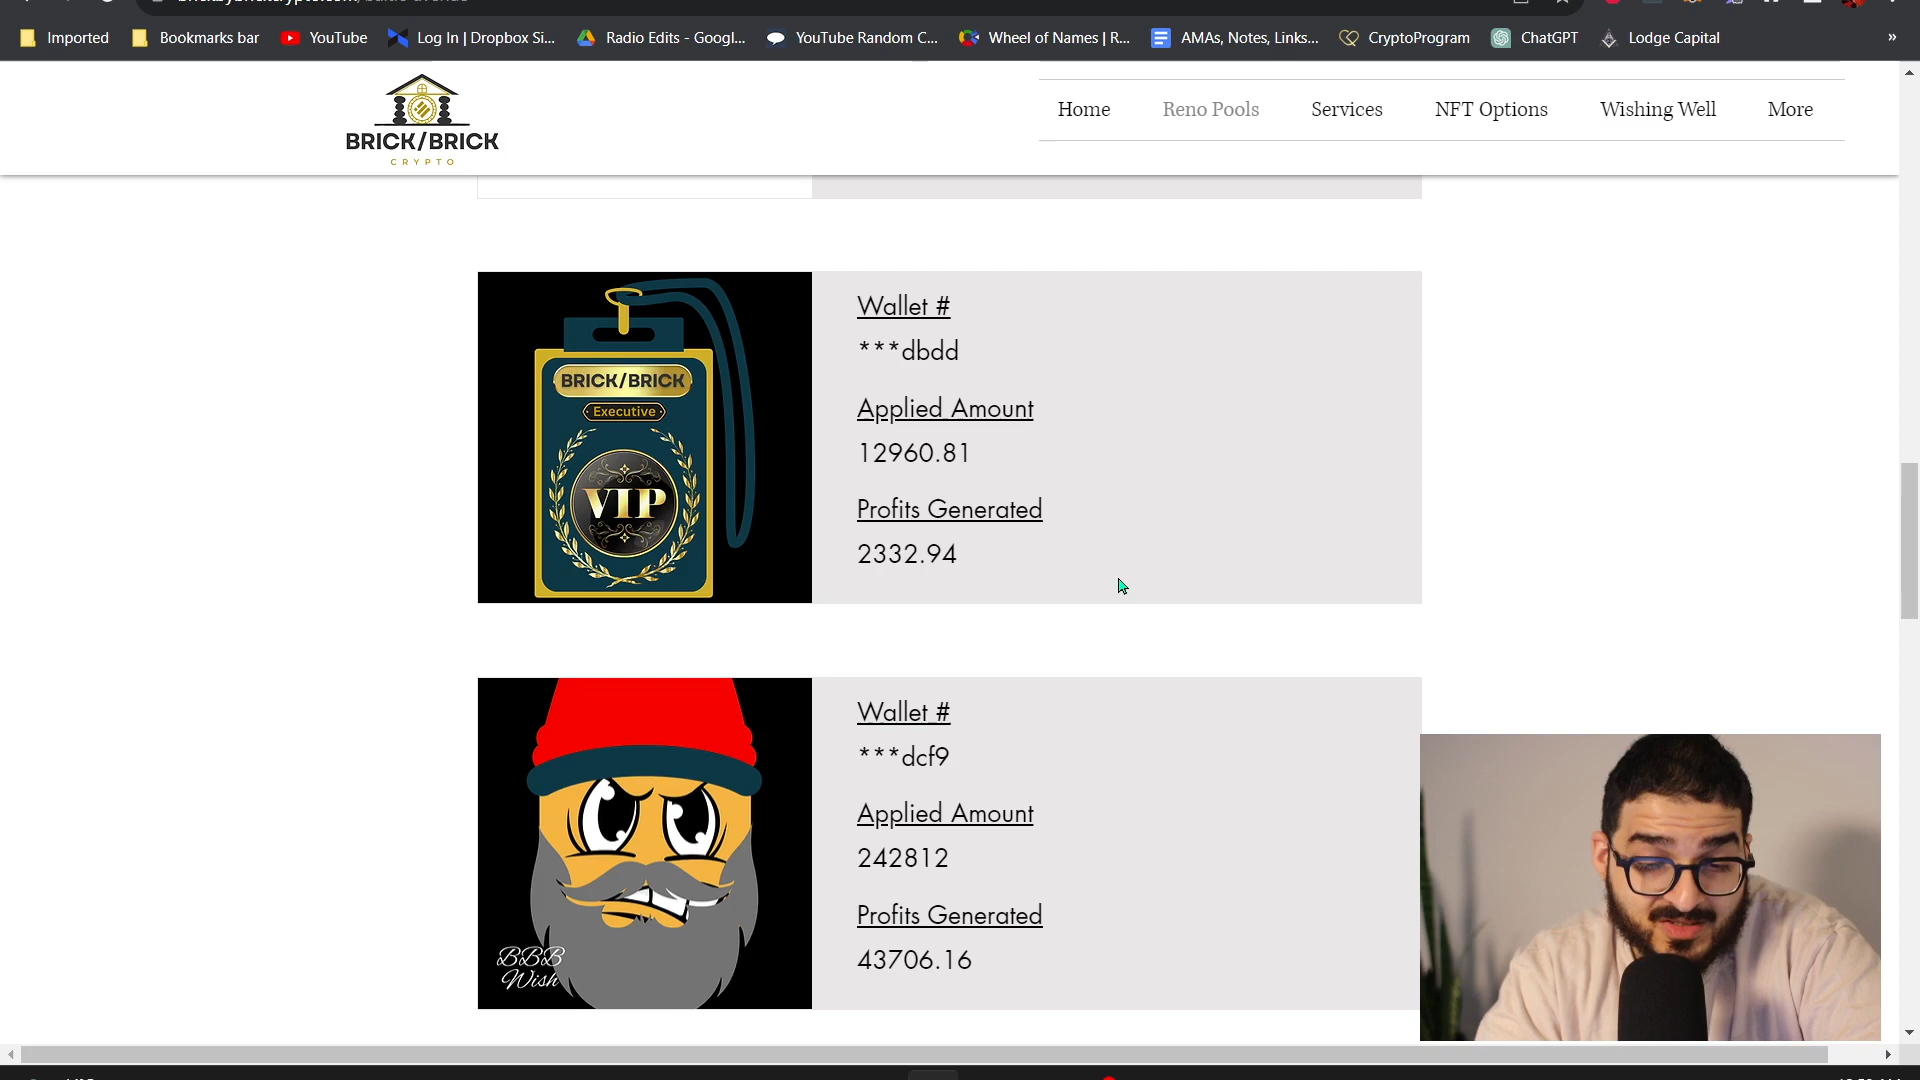 Imported
Bookmarks bar
YouTube
Log In | Dropbox Si...
Radio Edits - Googl...
YouTube Random C...
Wheel of Names | R...
AMAs, Notes, Links...
CryptoProgram
ChatGPT
Lodge Capital
»
BRICK/BRICK
CRYPTO
Home
Reno Pools
Services
NFT Options
Wishing Well
More
BRICK/BRICK
Executive
VIP
Wallet #
***dbdd
Applied Amount
12960.81
Profits Generated
2332.94
BBB
Wish
Wallet #
***dcf9
Applied Amount
242812
Profits Generated
43706.16